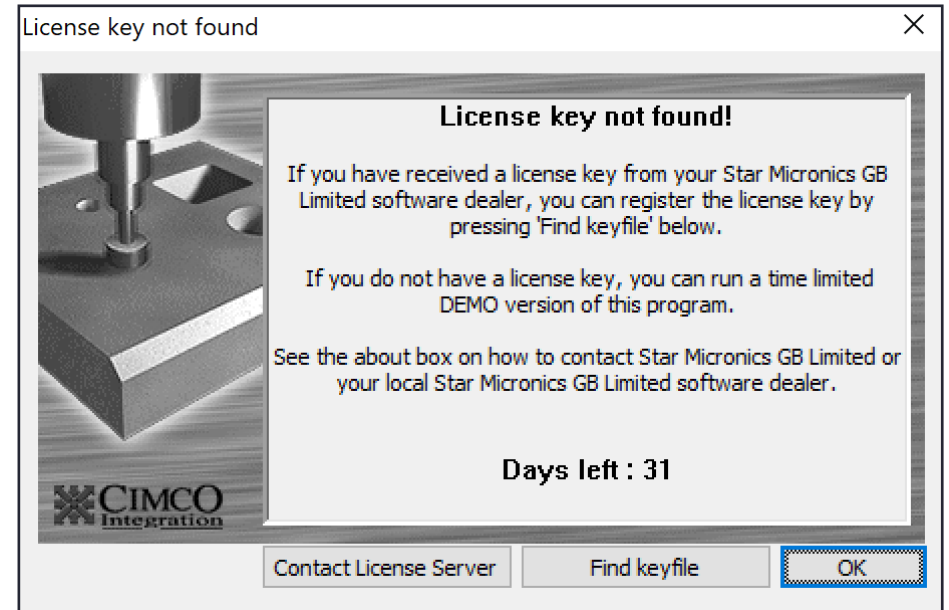 License key not found
License key not found!
If you have received a license key from your Star Micronics GB
Limited software dealer, you can register the license key by
pressing 'Find keyfile' below.
If you do not have a license key, you can run a time limited
DEMO version of this program.
See the about box on how to contact Star Micronics GB Limited or
your local Star Micronics GB Limited software dealer.
Days left : 31
CIMCO
Integration
Contact License Server
Find keyfile
OK